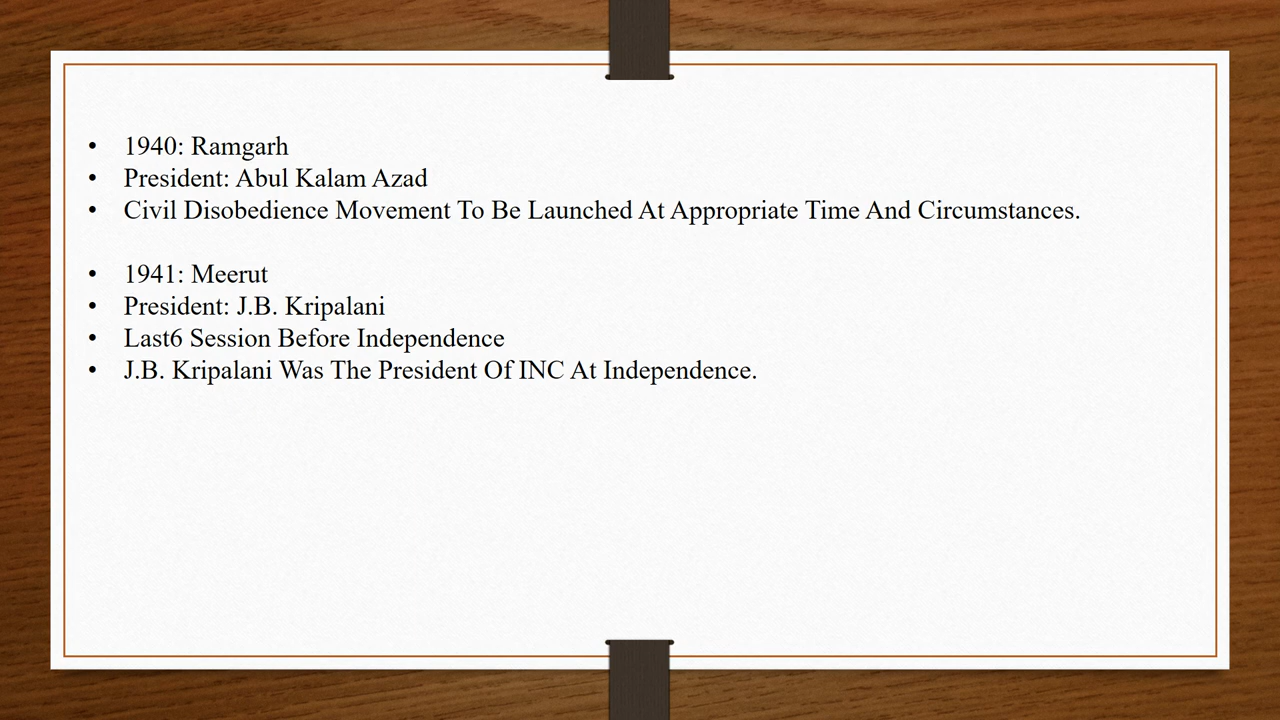 • 1940: Ramgarh
• President: Abul Kalam Azad
• Civil Disobedience Movement To Be Launched At Appropriate Time And Circumstances.
• 1941: Meerut
• President: J.B. Kripalani
• Last6 Session Before Independence
• J.B. Kripalani Was The President Of INC At Independence.